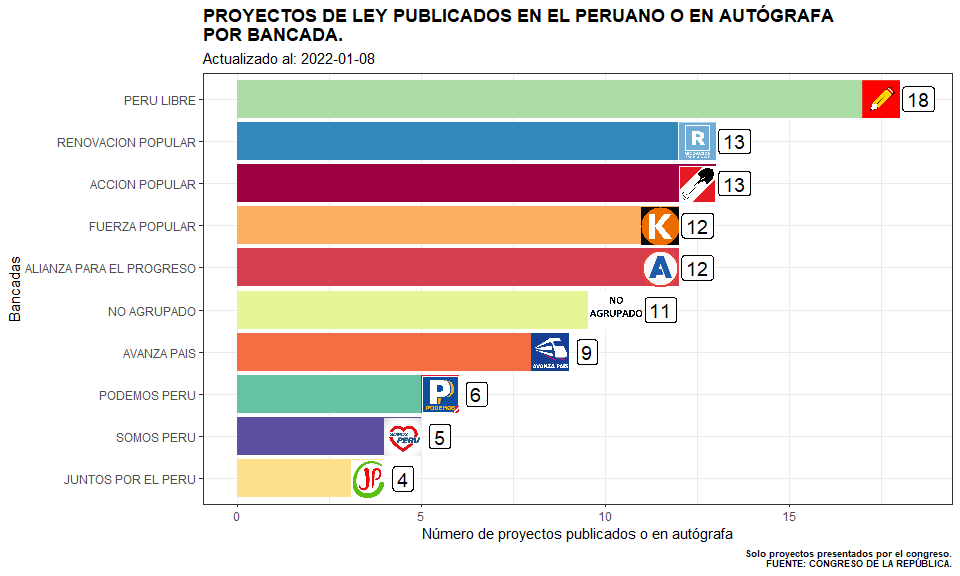 PROYECTOS DE LEY PUBLICADOS EN EL PERUANO O EN AUTÓGRAFA
POR BANCADA.
Actualizado al: 2022-01-08
Bancadas
PERU LIBRE
18
RENOVACION POPULAR
R
13
ACCION POPULAR
13
FUERZA POPULAR
K
12
ALIANZA PARA EL PROGRESO
A
12
NO AGRUPADO
NO
AGRUPADO
11
AVANZA PAIS
AVANZA PAIS
9
PODEMOS PERU
P
PODEMOS
6
SOMOS PERU
SOMOS
PERU
5
JUNTOS POR EL PERU
JP
4
0 5 10 15
Número de proyectos publicados o en autógrafa
Solo proyectos presentados por el congreso.
FUENTE: CONGRESO DE LA REPÚBLICA.